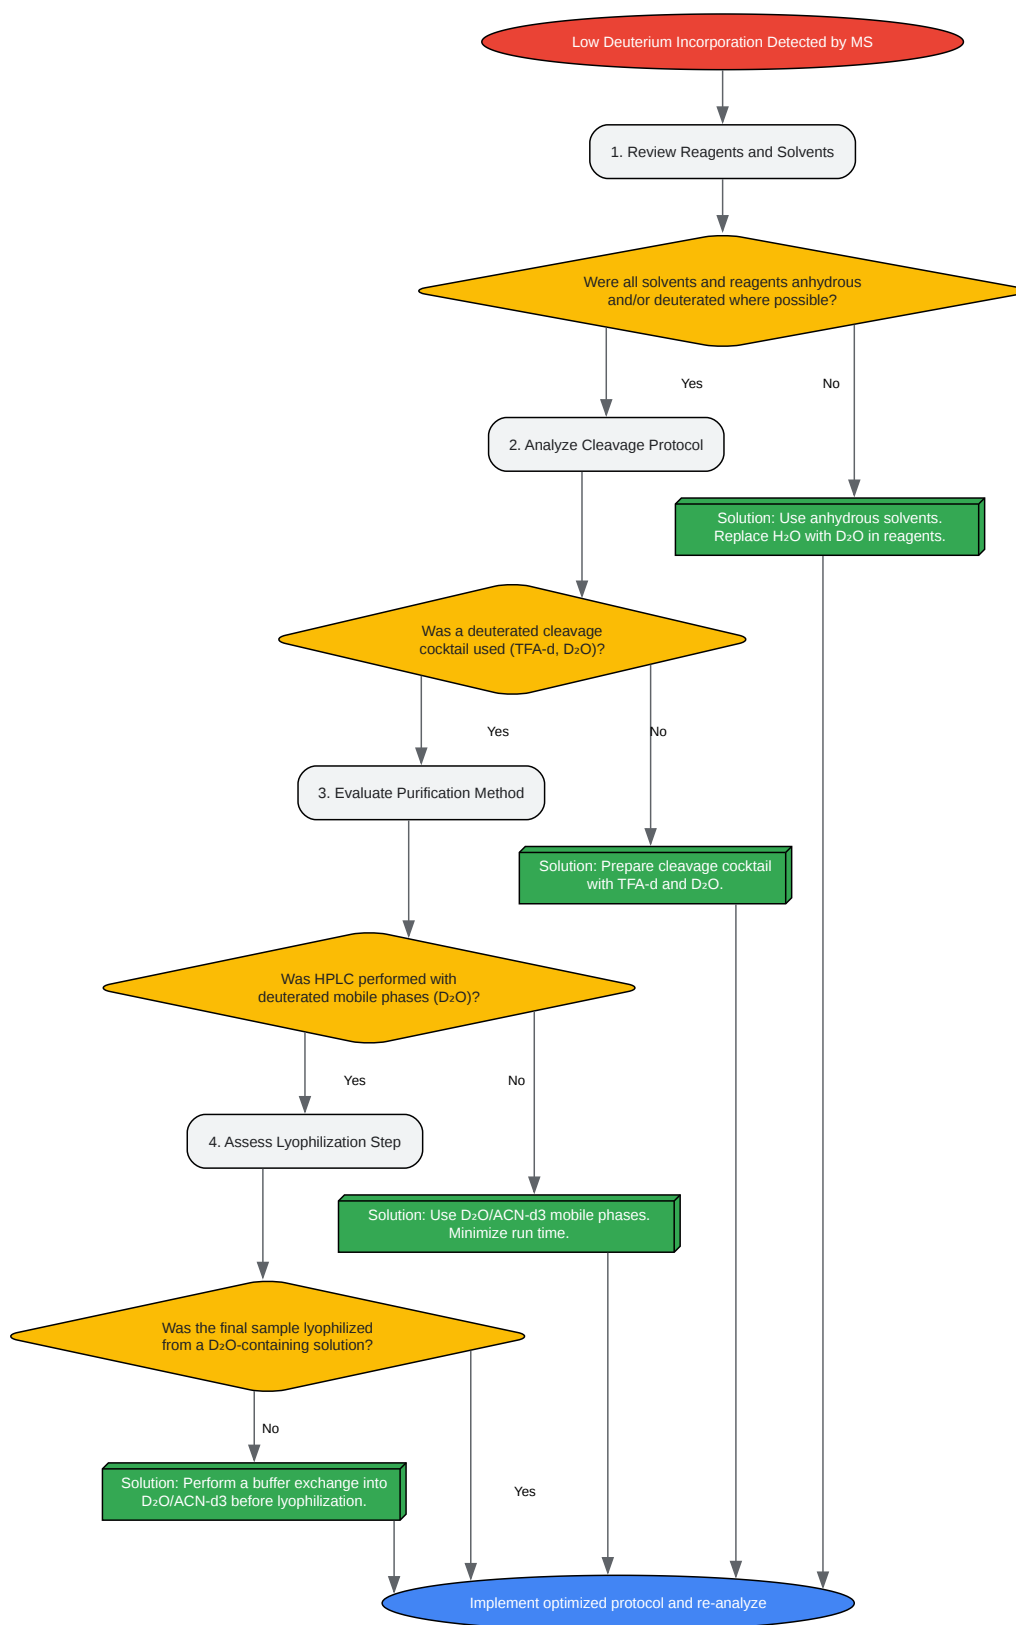 Low Deuterium Incorporation Detected by MS
1. Review Reagents and Solvents
Were all solvents and reagents anhydrous
and/or deuterated where possible?
Yes
No
2. Analyze Cleavage Protocol
Solution: Use anhydrous solvents.
Replace H₂O with D₂O in reagents.
Was a deuterated cleavage
cocktail used (TFA-d, D₂O)?
Yes
No
3. Evaluate Purification Method
Solution: Prepare cleavage cocktail
with TFA-d and D₂O.
Was HPLC performed with
deuterated mobile phases (D₂O)?
Yes
No
4. Assess Lyophilization Step
Solution: Use D₂O/ACN-d3 mobile phases.
Minimize run time.
Was the final sample lyophilized
from a D₂O-containing solution?
No
Solution: Perform a buffer exchange into
D₂O/ACN-d3 before lyophilization.
Yes
Implement optimized protocol and re-analyze